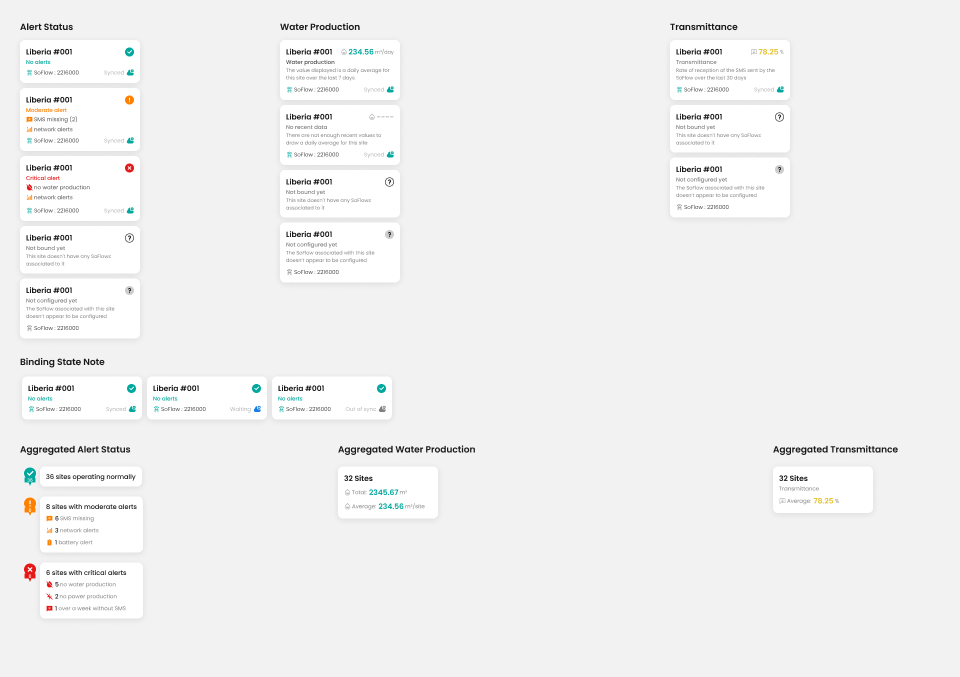 Alert Status
Liberia #001
No alerts
SoFlow : 2216000
Synced
Liberia #001
Moderate alert
SMS missing (2)
network alerts
SoFlow : 2216000
Synced
Liberia #001
Critical alert
no water production
network alerts
SoFlow : 2216000
Synced
Liberia #001
Not bound yet
This site doesn't have any SoFlows
associated to it
Liberia #001
Not configured yet
The SoFlow associated with this site
doesn't appear to be configured
SoFlow : 2216000
Water Production
Liberia #001
234.56 m³/day
Water production
The value displayed is a daily average for
this site over the last 7 days
SoFlow : 2216000
Synced
Liberia #001
----
No recent data
There are not enough recent values to
draw a daily average for this site
SoFlow : 2216000
Synced
Liberia #001
Not bound yet
This site doesn't have any SoFlows
associated to it
Liberia #001
Not configured yet
The SoFlow associated with this site
doesn't appear to be configured
SoFlow : 2216000
Transmittance
Liberia #001
78,25 %
Transmittance
Rate of reception of the SMS sent by the
SoFlow over the last 30 days
SoFlow : 2216000
Synced
Liberia #001
Not bound yet
This site doesn't have any SoFlows
associated to it
Liberia #001
Not configured yet
The SoFlow associated with this site
doesn't appear to be configured
SoFlow : 2216000
Binding State Note
Liberia #001
No alerts
SoFlow : 2216000
Synced
Liberia #001
No alerts
SoFlow : 2216000
Waiting
Liberia #001
No alerts
SoFlow : 2216000
Out of sync
Aggregated Alert Status
36 sites operating normally
8 sites with moderate alerts
6 SMS missing
3 network alerts
1 battery alert
6 sites with critical alerts
5 no water production
2 no power production
1 over a week without SMS
Aggregated Water Production
32 Sites
Total: 2345,67 m³
Average: 234.56 m³/site
Aggregated Transmittance
32 Sites
Transmittance
Average: 78,25 %